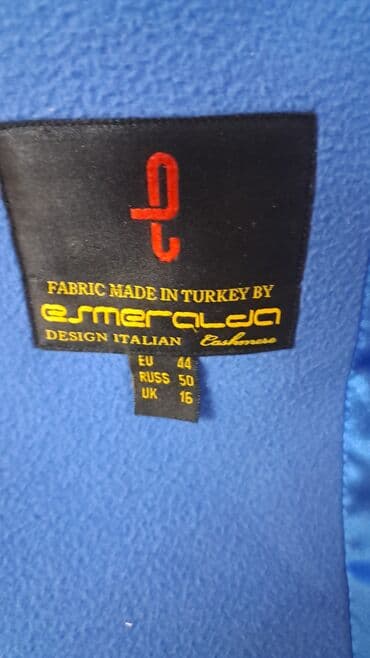 FABRIC MADE IN TURKEY BY
esmeralda
DESIGN ITALIAN Cashmere
EU 44
RUSS 50
UK 16